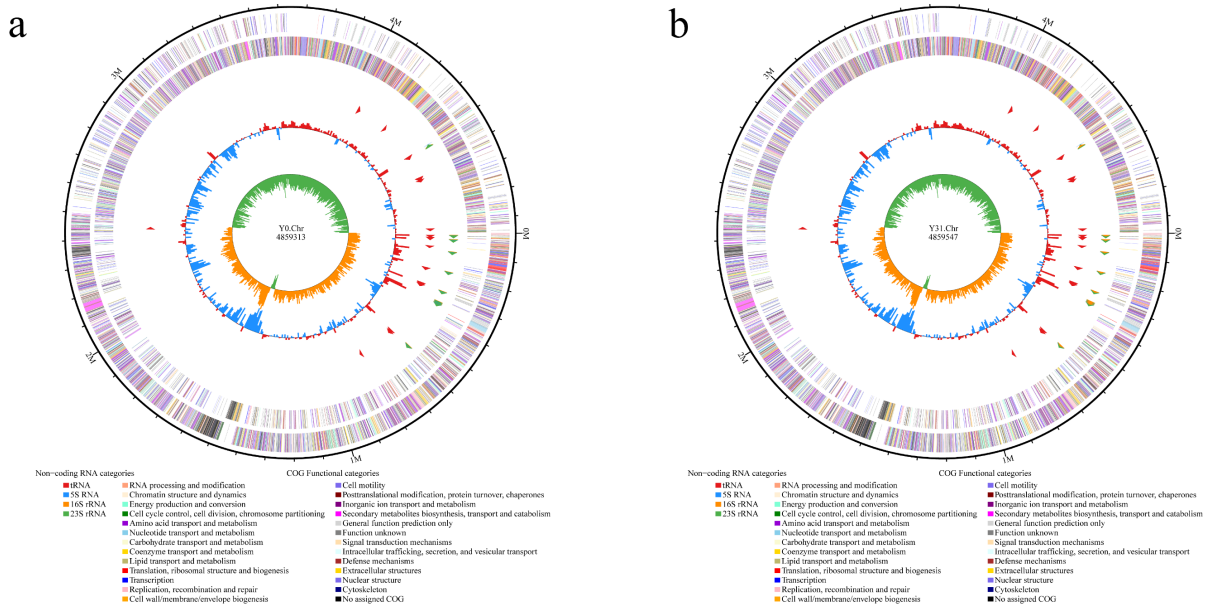 a
b
4M
3M
0M
2M
1M
Y0.Chr
4859313
4M
3M
0M
2M
1M
Y31.Chr
4859547
Non-coding RNA categories
tRNA
5S RNA
16S rRNA
23S rRNA
COG Functional categories
RNA processing and modification
Chromatin structure and dynamics
Energy production and conversion
Cell cycle control, cell division, chromosome partitioning
Amino acid transport and metabolism
Nucleotide transport and metabolism
Carbohydrate transport and metabolism
Coenzyme transport and metabolism
Lipid transport and metabolism
Translation, ribosomal structure and biogenesis
Transcription
Replication, recombination and repair
Cell wall/membrane/envelope biogenesis
Cell motility
Posttranslational modification, protein turnover, chaperones
Inorganic ion transport and metabolism
Secondary metabolites biosynthesis, transport and catabolism
General function prediction only
Function unknown
Signal transduction mechanisms
Intracellular trafficking, secretion, and vesicular transport
Defense mechanisms
Extracellular structures
Nuclear structure
Cytoskeleton
No assigned COG
Non-coding RNA categories
tRNA
5S RNA
16S rRNA
23S rRNA
COG Functional categories
RNA processing and modification
Chromatin structure and dynamics
Energy production and conversion
Cell cycle control, cell division, chromosome partitioning
Amino acid transport and metabolism
Nucleotide transport and metabolism
Carbohydrate transport and metabolism
Coenzyme transport and metabolism
Lipid transport and metabolism
Translation, ribosomal structure and biogenesis
Transcription
Replication, recombination and repair
Cell wall/membrane/envelope biogenesis
Cell motility
Posttranslational modification, protein turnover, chaperones
Inorganic ion transport and metabolism
Secondary metabolites biosynthesis, transport and catabolism
General function prediction only
Function unknown
Signal transduction mechanisms
Intracellular trafficking, secretion, and vesicular transport
Defense mechanisms
Extracellular structures
Nuclear structure
Cytoskeleton
No assigned COG